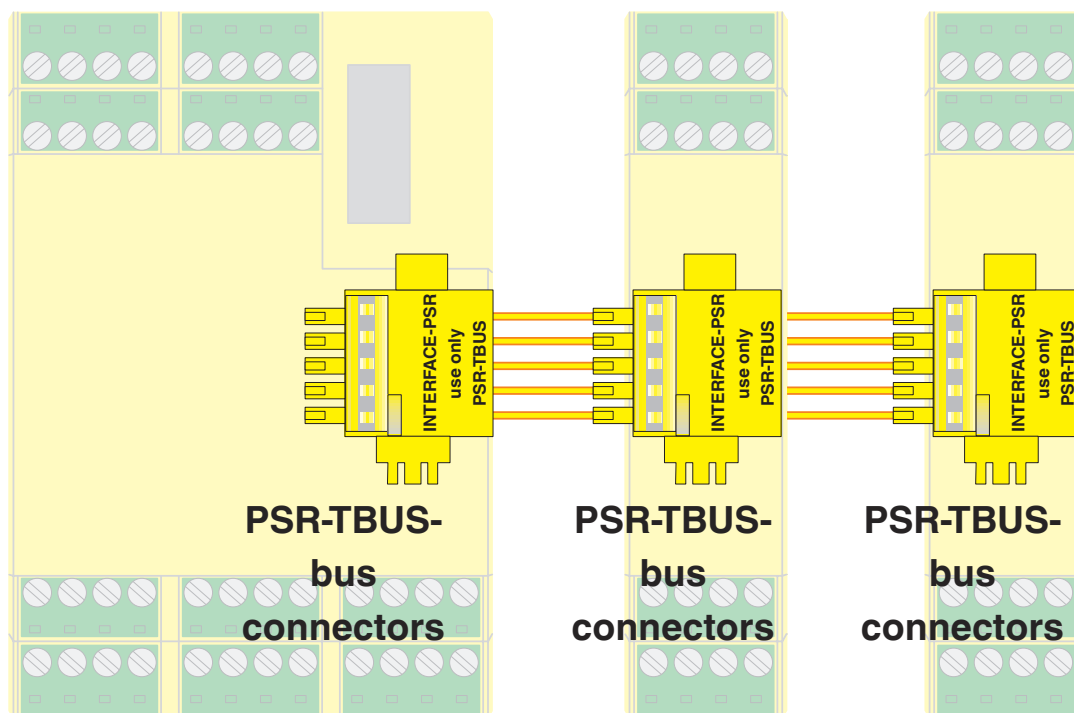 INTERFACE-PSR
use only
PSR-TBUS
INTERFACE-PSR
use only
PSR-TBUS
INTERFACE-PSR
use only
PSR-TBUS
PSR-TBUS-
bus
connectors
PSR-TBUS-
bus
connectors
PSR-TBUS-
bus
connectors